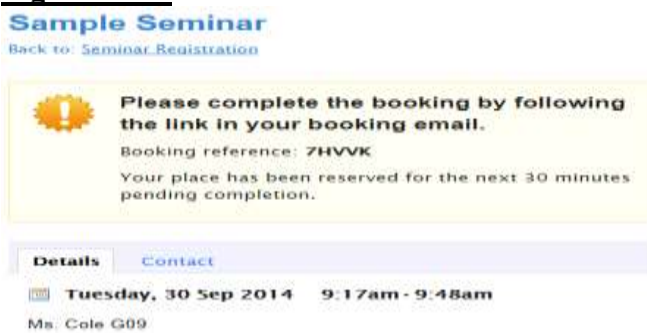 Sample Seminar
Back to: Seminar Registration
Please complete the booking by following
the link in your booking email.
Booking reference: 7HVVK
Your place has been reserved for the next 30 minutes
pending completion.
Details Contact
Tuesday, 30 Sep 2014 9:17am - 9:48am
Ms. Cole G09